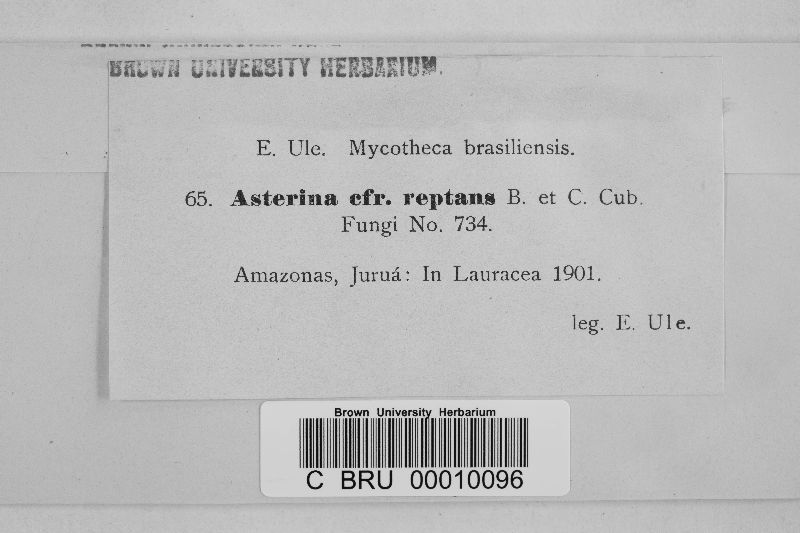 BROWN UNIVERSITY HERBARIUM.
E. Ule. Mycotheca brasiliensis.
65. Asterina cfr. reptans B. et C. Cub.
Fungi No. 734.
Amazonas, Juruá: In Lauracea 1901.
leg. E. Ule.
Brown University Herbarium
C BRU 00010096